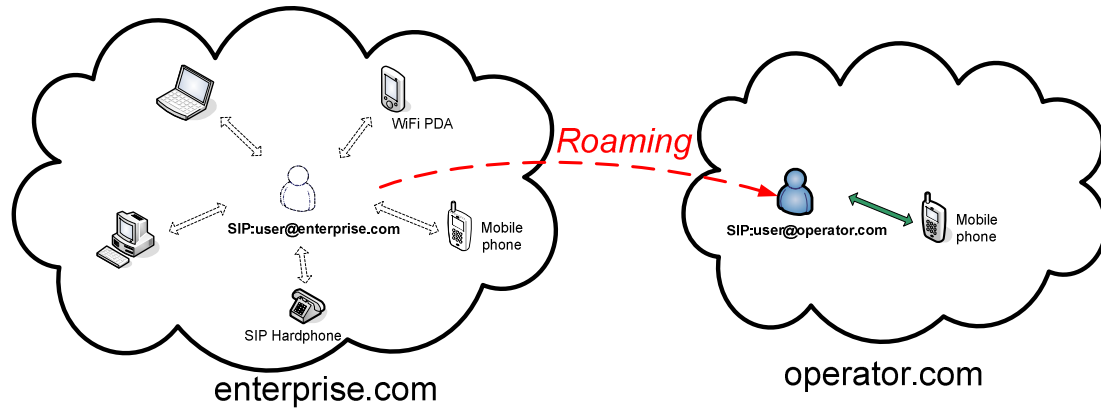 WiFi PDA
Roaming
SIP:user@enterprise.com
Mobile
phone
SIP Hardphone
enterprise.com
SIP:user@operator.com
Mobile
phone
operator.com